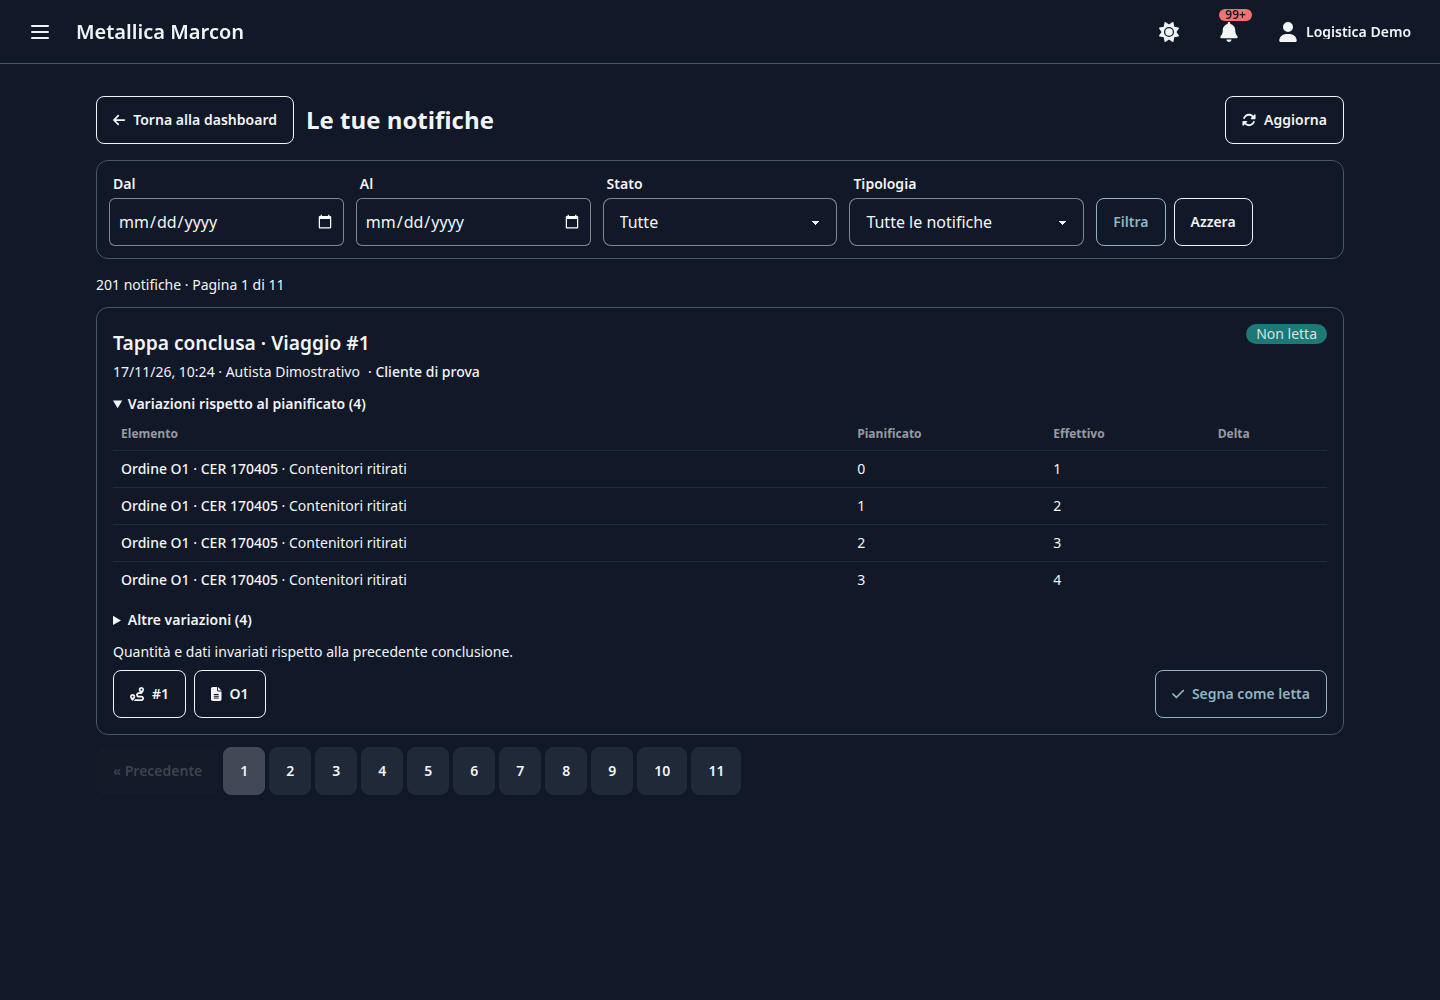 Metallica Marcon
99+
Logistica Demo
← Torna alla dashboard
Le tue notifiche
Aggiorna
Dal
Al
Stato
Tipologia
mm/dd/yyyy
mm/dd/yyyy
Tutte
Tutte le notifiche
Filtra
Azzera
201 notifiche · Pagina 1 di 11
Tappa conclusa · Viaggio #1
Non letta
17/11/26, 10:24 · Autista Dimostrativo · Cliente di prova
▼ Variazioni rispetto al pianificato (4)
Elemento Pianificato Effettivo Delta
Ordine O1 · CER 170405 · Contenitori ritirati 0 1
Ordine O1 · CER 170405 · Contenitori ritirati 1 2
Ordine O1 · CER 170405 · Contenitori ritirati 2 3
Ordine O1 · CER 170405 · Contenitori ritirati 3 4
▶ Altre variazioni (4)
Quantità e dati invariati rispetto alla precedente conclusione.
#1
O1
Segna come letta
« Precedente 1 2 3 4 5 6 7 8 9 10 11